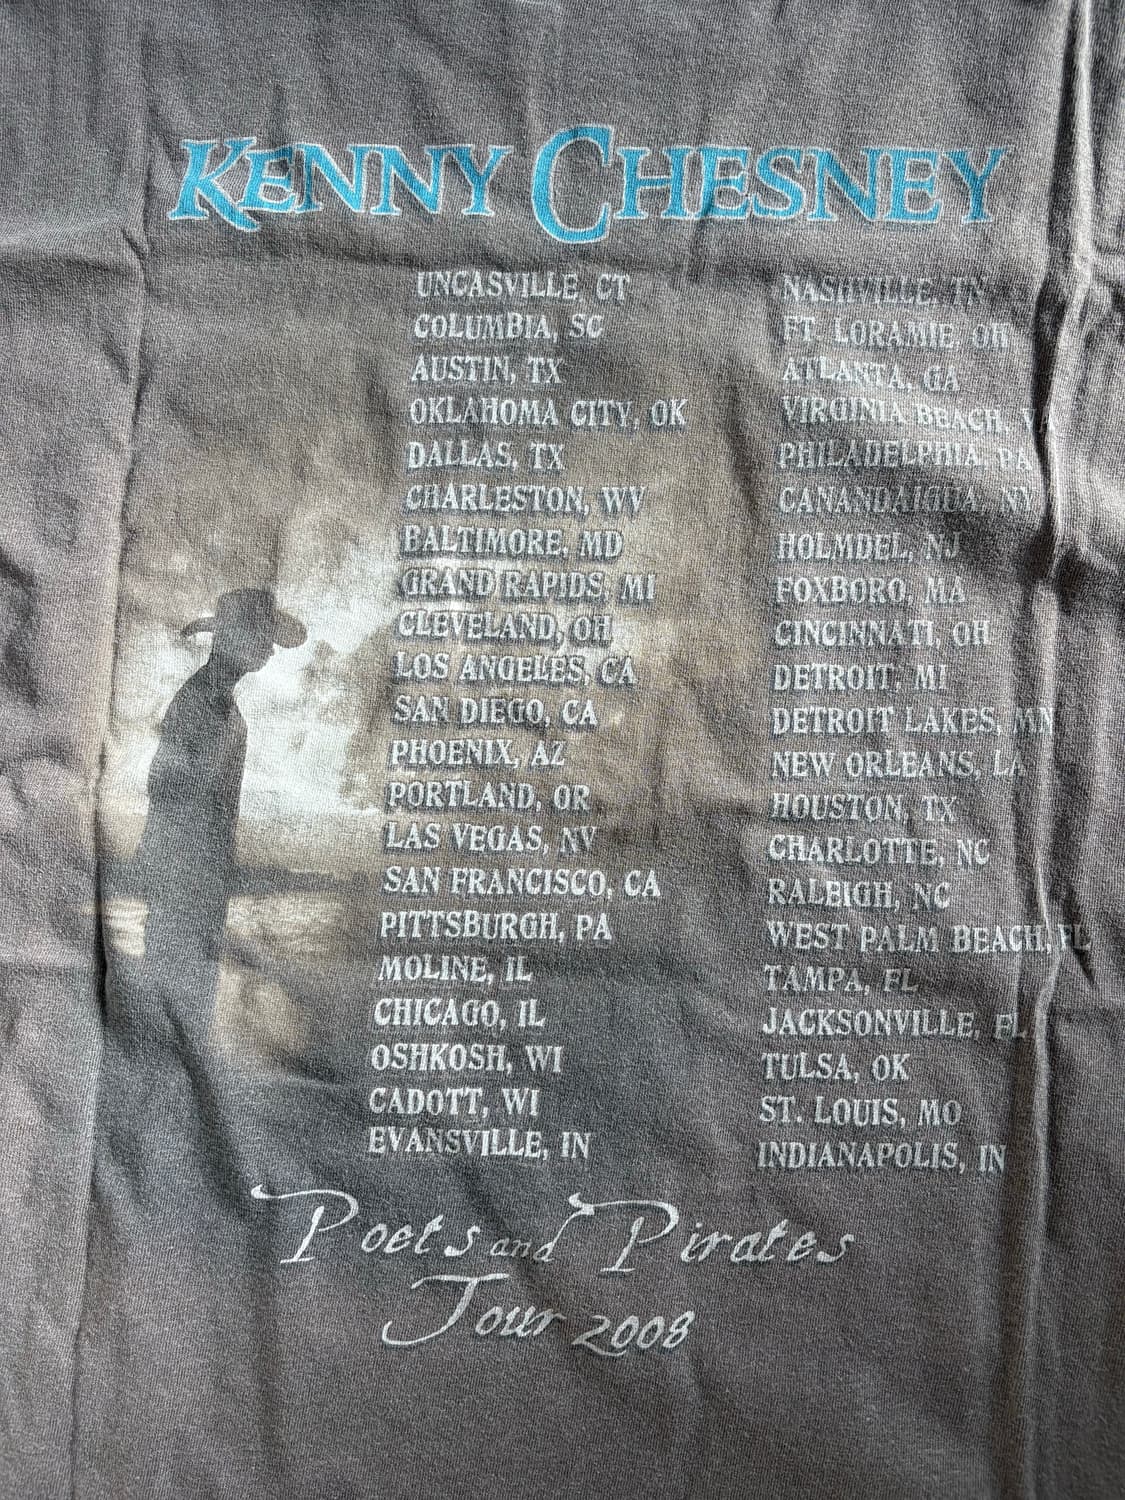 KENNY CHESNEY
UNCASVILLE, CT
COLUMBIA, SC
AUSTIN, TX
OKLAHOMA CITY, OK
DALLAS, TX
CHARLESTON, WV
BALTIMORE, MD
GRAND RAPIDS, MI
CLEVELAND, OH
LOS ANGELES, CA
SAN DIEGO, CA
PHOENIX, AZ
PORTLAND, OR
LAS VEGAS, NV
SAN FRANCISCO, CA
PITTSBURGH, PA
MOLINE, IL
CHICAGO, IL
OSHKOSH, WI
CADOTT, WI
EVANSVILLE, IN
NASHVILLE, TN
FT. LORAMIE, OH
ATLANTA, GA
VIRGINIA BEACH, VA
PHILADELPHIA, PA
CANANDAIGUA, NY
HOLMDEL, NJ
FOXBORO, MA
CINCINNATI, OH
DETROIT, MI
DETROIT LAKES, MN
NEW ORLEANS, LA
HOUSTON, TX
CHARLOTTE, NC
RALEIGH, NC
WEST PALM BEACH, FL
TAMPA, FL
JACKSONVILLE, FL
TULSA, OK
ST. LOUIS, MO
INDIANAPOLIS, IN
Poets and Pirates
Tour 2008